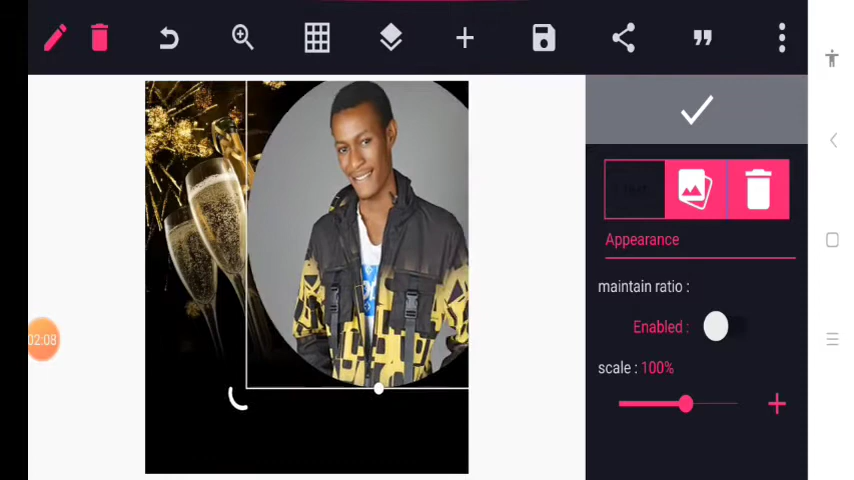 Appearance
maintain ratio :
Enabled :
scale : 100%
02:08